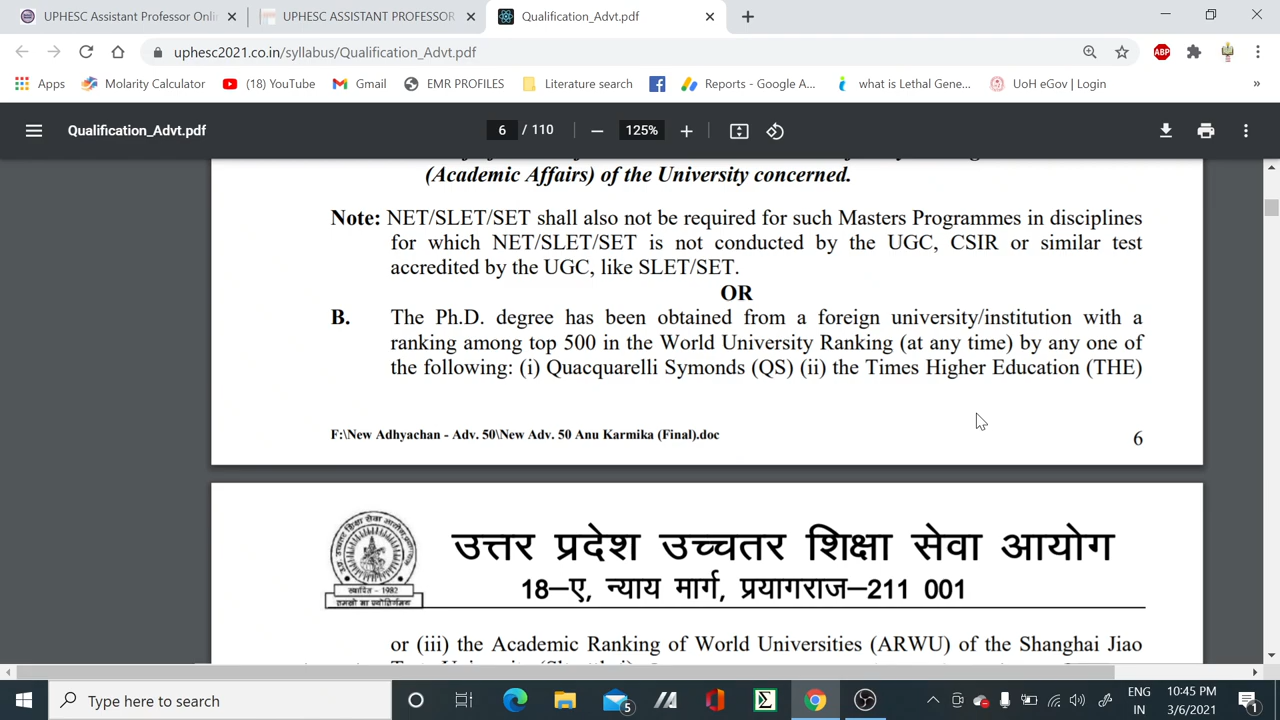 UPHESC Assistant Professor Onli
UPHESC ASSISTANT PROFESSOR
Qualification_Advt.pdf
uphesc2021.co.in/syllabus/Qualification_Advt.pdf
ABP
Apps
Molarity Calculator
(18) YouTube
Gmail
EMR PROFILES
Literature search
Reports - Google A...
what is Lethal Gene...
UoH eGov | Login
»
Qualification_Advt.pdf
6 / 110
125%
(Academic Affairs) of the University concerned.
Note: NET/SLET/SET shall also not be required for such Masters Programmes in disciplines
for which NET/SLET/SET is not conducted by the UGC, CSIR or similar test
accredited by the UGC, like SLET/SET.
OR
B. The Ph.D. degree has been obtained from a foreign university/institution with a
ranking among top 500 in the World University Ranking (at any time) by any one of
the following: (i) Quacquarelli Symonds (QS) (ii) the Times Higher Education (THE)
F:\New Adhyachan - Adv. 50\New Adv. 50 Anu Karmika (Final).doc
6
उत्तर प्रदेश उच्चतर शिक्षा सेवा आयोग
18–ए, न्याय मार्ग, प्रयागराज–211 001
स्थापित - 1982
तमसो मा ज्योतिर्गमय
or (iii) the Academic Ranking of World Universities (ARWU) of the Shanghai Jiao
Type here to search
5
ENG
IN
10:45 PM
3/6/2021
1